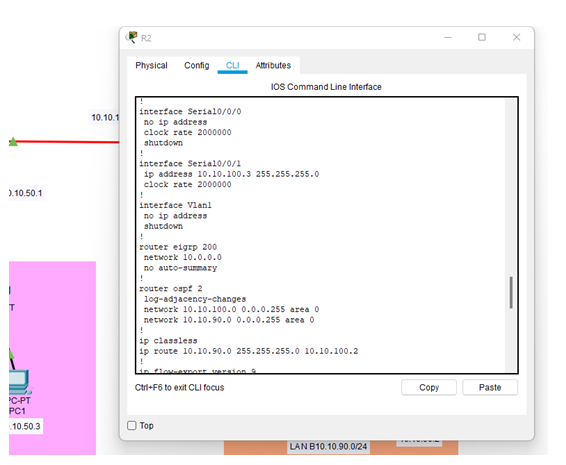 R2
Physical Config CLI Attributes
IOS Command Line Interface
!
interface Serial0/0/0
no ip address
clock rate 2000000
shutdown
!
interface Serial0/0/1
ip address 10.10.100.3 255.255.255.0
clock rate 2000000
!
interface Vlan1
no ip address
shutdown
!
router eigrp 200
network 10.0.0.0
no auto-summary
!
router ospf 2
log-adjacency-changes
network 10.10.100.0 0.0.0.255 area 0
network 10.10.90.0 0.0.0.255 area 0
!
ip classless
ip route 10.10.90.0 255.255.255.0 10.10.100.2
!
ip flow-export version 9
Ctrl+F6 to exit CLI focus
Copy Paste
Top
10.10.1
0.10.50.1
PC-PT
PC1
.10.50.3
LAN B10.10.90.0/24